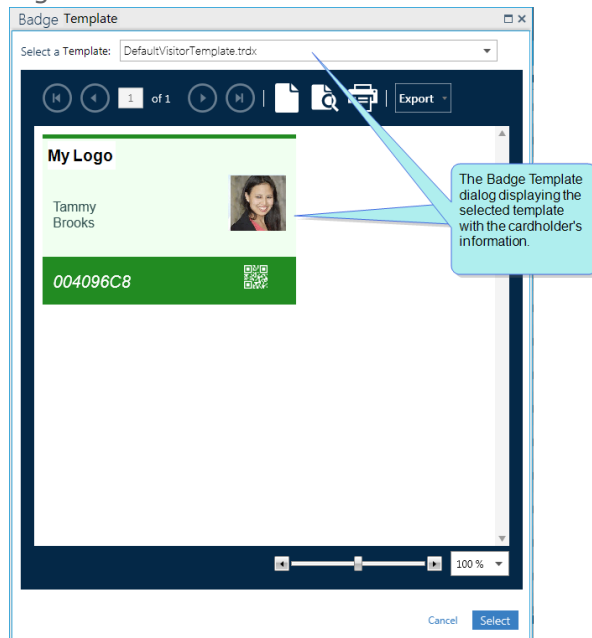 Badge Template
Select a Template: DefaultVisitorTemplate.trdx
1 of 1 Export
My Logo
Tammy
Brooks
004096C8
The Badge Template
dialog displaying the
selected template
with the cardholder's
information.
100 %
Cancel Select